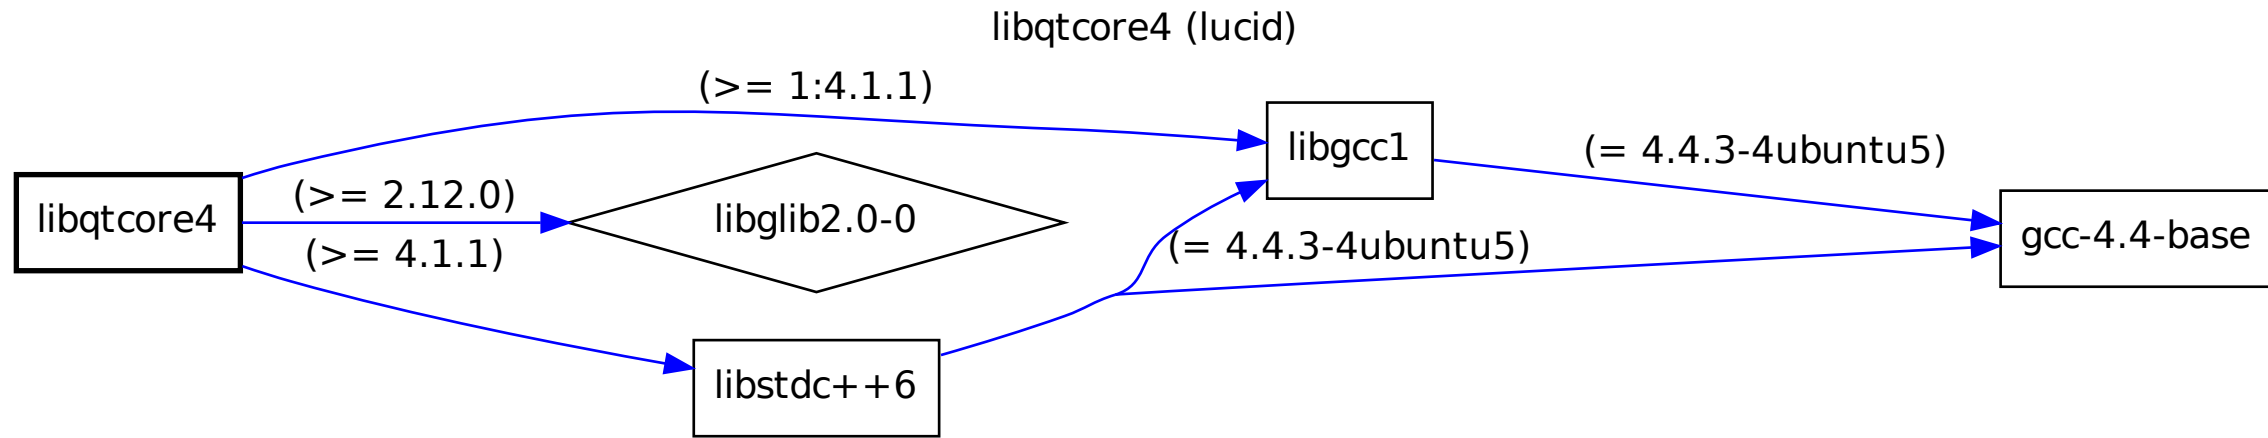 libqtcore4 (lucid)
(>= 1:4.1.1)
libgcc1
(= 4.4.3-4ubuntu5)
libqtcore4
(>= 2.12.0)
libglib2.0-0
(>= 4.1.1)
(= 4.4.3-4ubuntu5)
gcc-4.4-base
libstdc++6